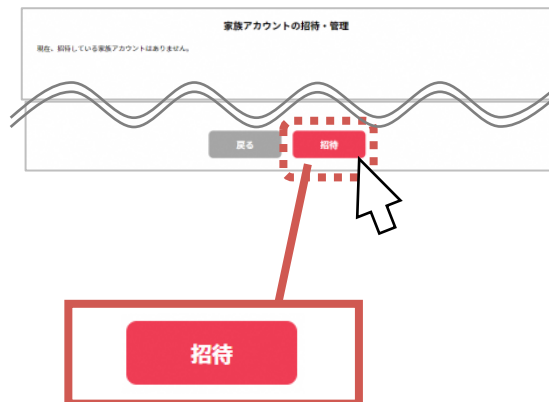 家族アカウントの招待・管理
現在、招待している家族アカウントはありません。
戻る
招待
招待